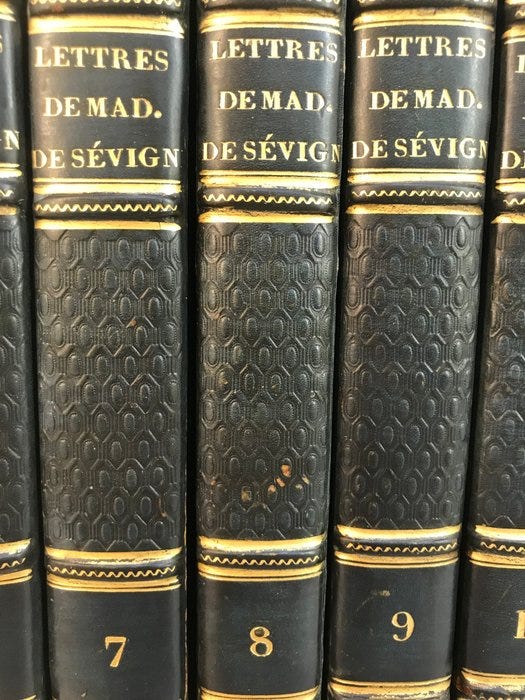 LETTRES
DE MAD.
DE SÉVIGN
7
LETTRES
DE MAD.
DE SÉVIGN
8
LETTRES
DE MAD.
DE SÉVIGN
9